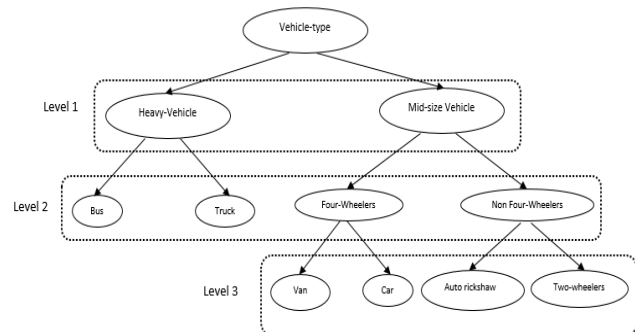 Vehicle-type
Level 1
Heavy-Vehicle
Mid-size Vehicle
Level 2
Bus
Truck
Four-Wheelers
Non Four-Wheelers
Level 3
Van
Car
Auto rickshaw
Two-wheelers